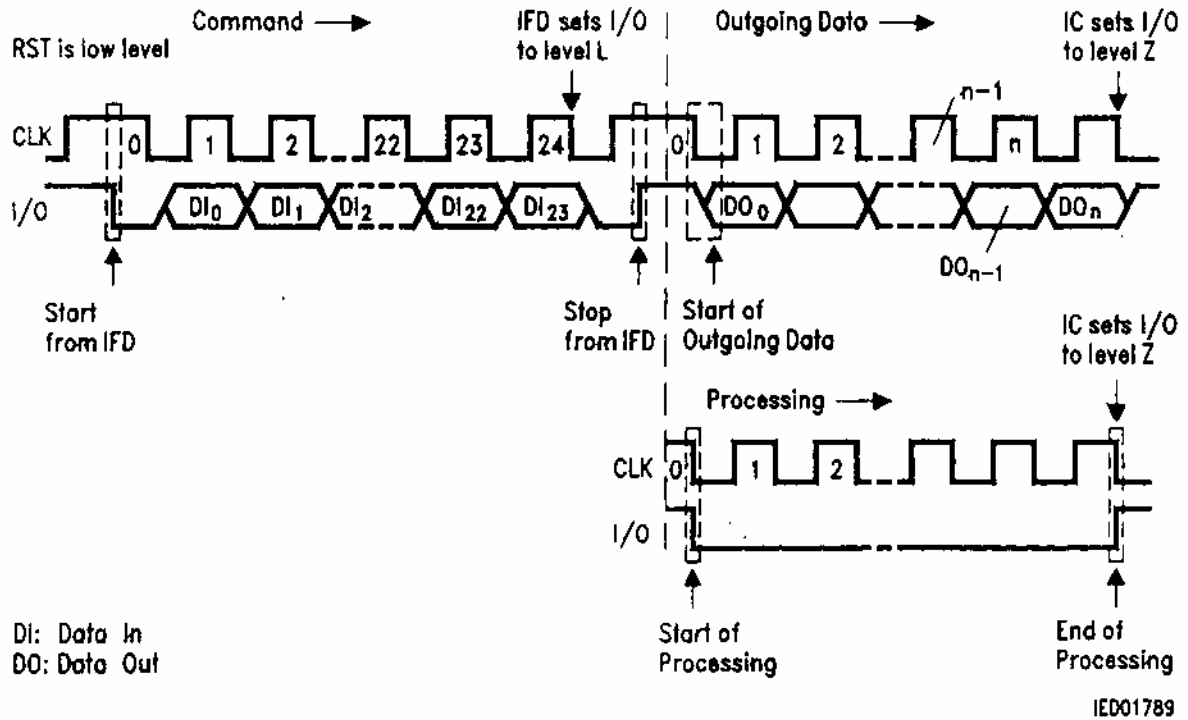 Command
IFD sets I/O
to level L
Outgoing Data
IC sets I/O
to level Z
RST is low level
n-1
CLK 0 1 2 22 23 24 0 1 2 n
I/O DI0 DI1 DI2 DI22 DI23 DO0 DOn
DOn-1
Start
from IFD
Stop
from IFD
Start of
Outgoing Data
IC sets I/O
to level Z
Processing
CLK 0 1 2
I/O
Start of
Processing
End of
Processing
DI: Data In
DO: Data Out
IED01789